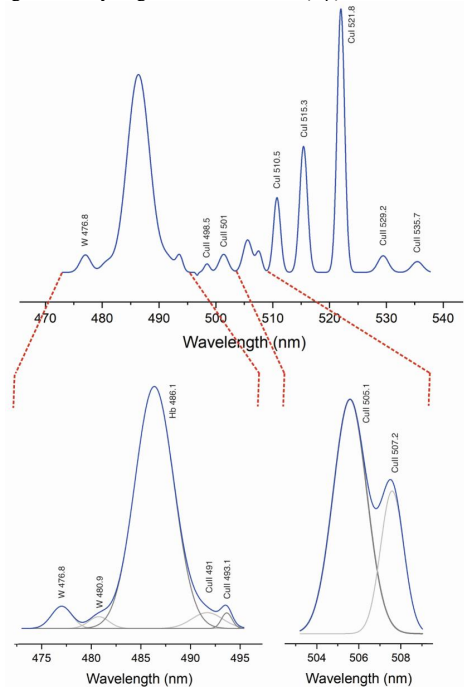 CuI 521.8
CuI 515.3
CuI 510.5
W 476.8
CuII 498.5
CuII 501
CuI 529.2
CuI 535.7
470 480 490 500 510 520 530 540
Wavelength (nm)
Hb 486.1
CuII 505.1
CuII 507.2
W 476.8
W 480.9
CuII 491
CuII 493.1
475 480 485 490 495
504 506 508
Wavelength (nm)
Wavelength (nm)